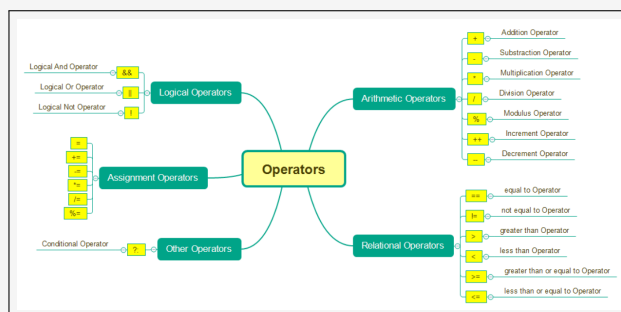 Operators
Logical Operators
&&
Logical And Operator
||
Logical Or Operator
!
Logical Not Operator
Assignment Operators
=
+=
-=
*=
/=
%=
Other Operators
?
Conditional Operator
Arithmetic Operators
+
Addition Operator
-
Substraction Operator
*
Multiplication Operator
/
Division Operator
%
Modulus Operator
++
Increment Operator
--
Decrement Operator
Relational Operators
==
equal to Operator
!=
not equal to Operator
>
greater than Operator
<
less than Operator
>=
greater than or equal to Operator
<=
less than or equal to Operator